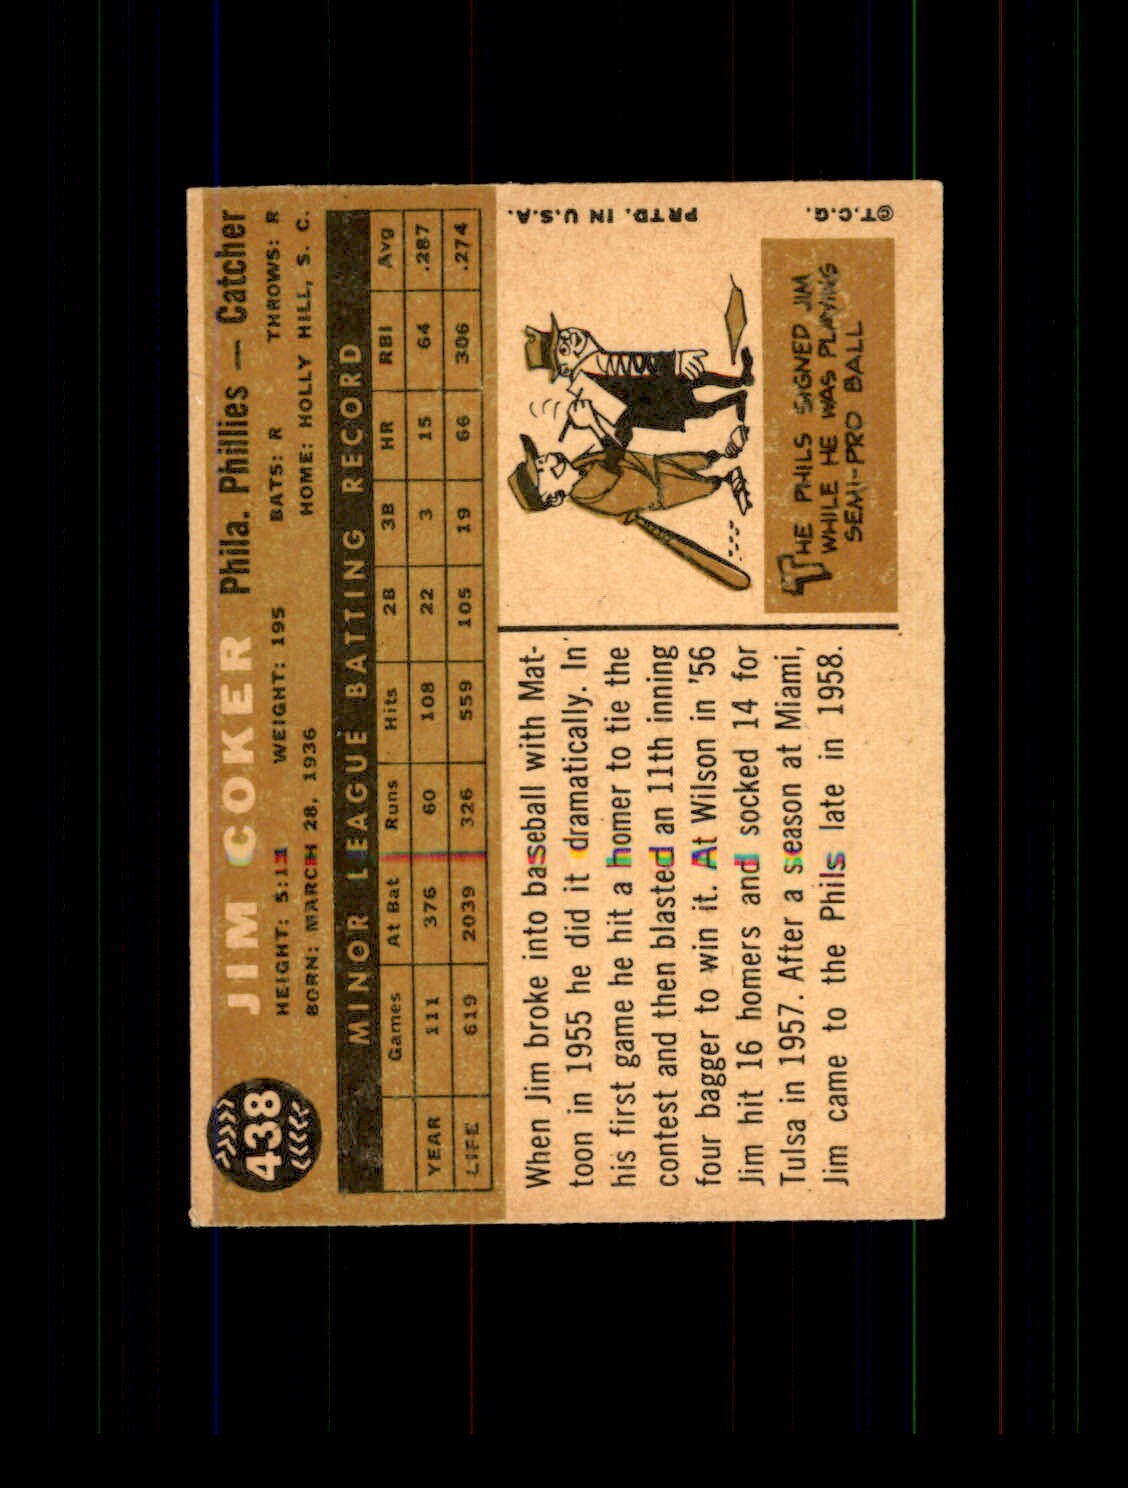 438
JIM COKER Phila. Phillies — Catcher
HEIGHT: 5:11 WEIGHT: 195 BATS: R THROWS: R
BORN: MARCH 28, 1936 HOME: HOLLY HILL, S. C.
MINOR LEAGUE BATTING RECORD
Games At Bat Runs Hits 2B 3B HR RBI Avg
YEAR 111 376 60 108 22 3 15 64 .287
LIFE 619 2039 326 559 105 19 66 306 .274
When Jim broke into baseball with Mat-
toon in 1955 he did it dramatically. In
his first game he hit a homer to tie the
contest and then blasted an 11th inning
four bagger to win it. At Wilson in '56
Jim hit 16 homers and socked 14 for
Tulsa in 1957. After a season at Miami,
Jim came to the Phils late in 1958.
THE PHILS SIGNED JIM
WHILE HE WAS PLAYING
SEMI-PRO BALL
©T.C.G.
PRTD. IN U.S.A.